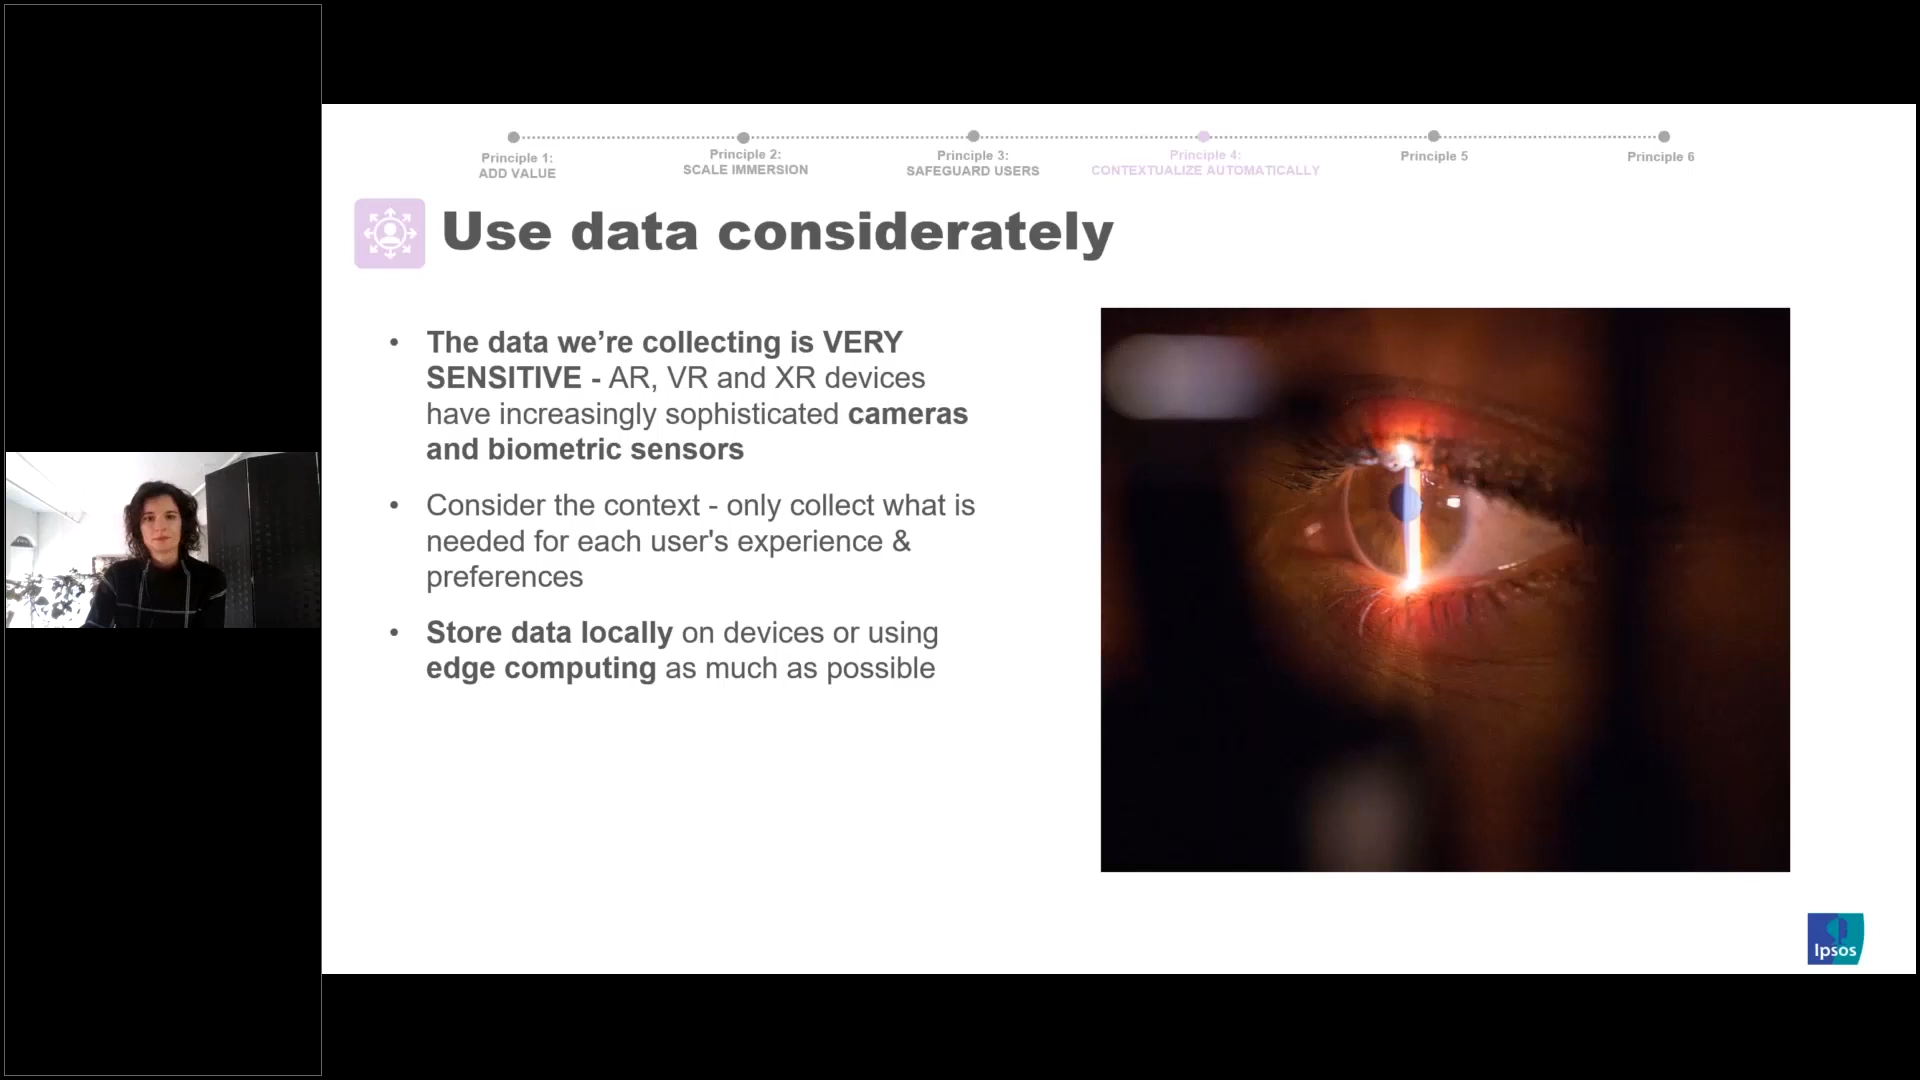 Principle 1:
ADD VALUE
Principle 2:
SCALE IMMERSION
Principle 3:
SAFEGUARD USERS
Principle 4:
CONTEXTUALIZE AUTOMATICALLY
Principle 5
Principle 6
Use data considerately
• The data we’re collecting is VERY
SENSITIVE - AR, VR and XR devices
have increasingly sophisticated cameras
and biometric sensors
• Consider the context - only collect what is
needed for each user's experience &
preferences
• Store data locally on devices or using
edge computing as much as possible
Ipsos